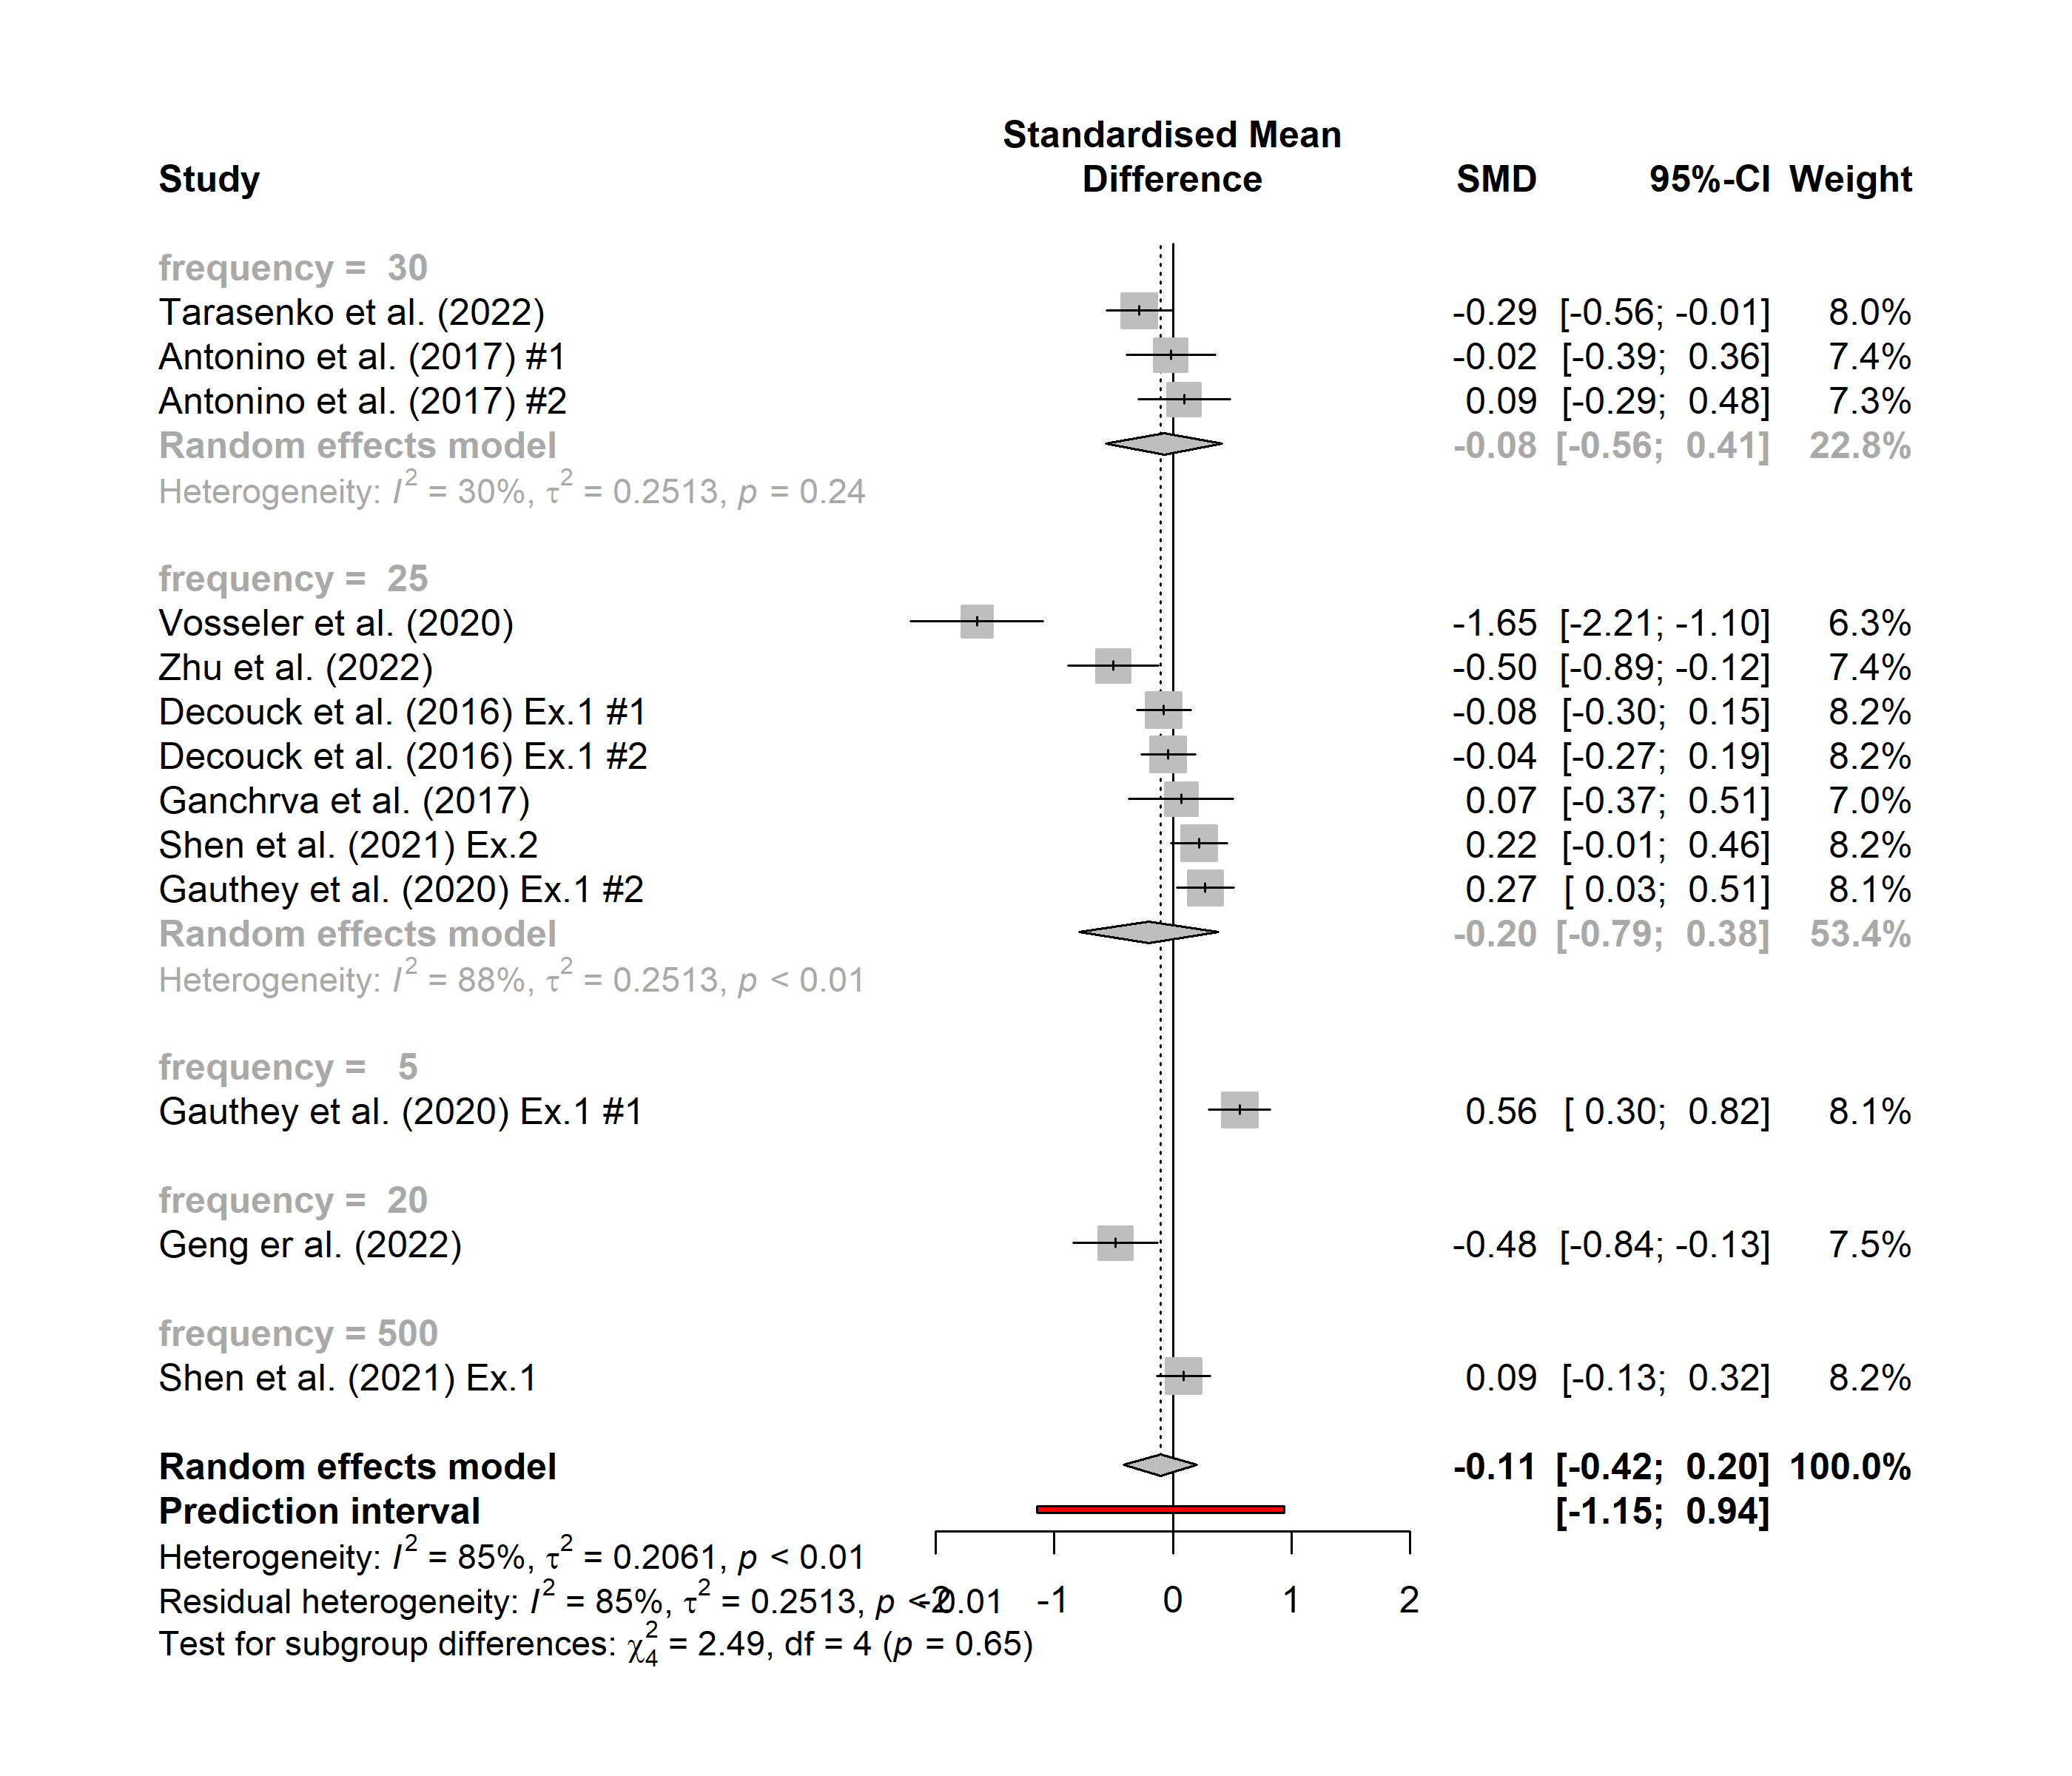 Standardised Mean
Study Difference SMD 95%-CI Weight
frequency = 30
Tarasenko et al. (2022) -0.29 [-0.56; -0.01] 8.0%
Antonino et al. (2017) #1 -0.02 [-0.39; 0.36] 7.4%
Antonino et al. (2017) #2 0.09 [-0.29; 0.48] 7.3%
Random effects model -0.08 [-0.56; 0.41] 22.8%
Heterogeneity: I² = 30%, τ² = 0.2513, p = 0.24
frequency = 25
Vosseler et al. (2020) -1.65 [-2.21; -1.10] 6.3%
Zhu et al. (2022) -0.50 [-0.89; -0.12] 7.4%
Decouck et al. (2016) Ex.1 #1 -0.08 [-0.30; 0.15] 8.2%
Decouck et al. (2016) Ex.1 #2 -0.04 [-0.27; 0.19] 8.2%
Ganchrva et al. (2017) 0.07 [-0.37; 0.51] 7.0%
Shen et al. (2021) Ex.2 0.22 [-0.01; 0.46] 8.2%
Gauthey et al. (2020) Ex.1 #2 0.27 [ 0.03; 0.51] 8.1%
Random effects model -0.20 [-0.79; 0.38] 53.4%
Heterogeneity: I² = 88%, τ² = 0.2513, p < 0.01
frequency = 5
Gauthey et al. (2020) Ex.1 #1 0.56 [ 0.30; 0.82] 8.1%
frequency = 20
Geng er al. (2022) -0.48 [-0.84; -0.13] 7.5%
frequency = 500
Shen et al. (2021) Ex.1 0.09 [-0.13; 0.32] 8.2%
Random effects model -0.11 [-0.42; 0.20] 100.0%
Prediction interval [-1.15; 0.94]
Heterogeneity: I² = 85%, τ² = 0.2061, p < 0.01
Residual heterogeneity: I² = 85%, τ² = 0.2513, p < 0.01 -2 -1 0 1 2
Test for subgroup differences: χ²₄ = 2.49, df = 4 (p = 0.65)